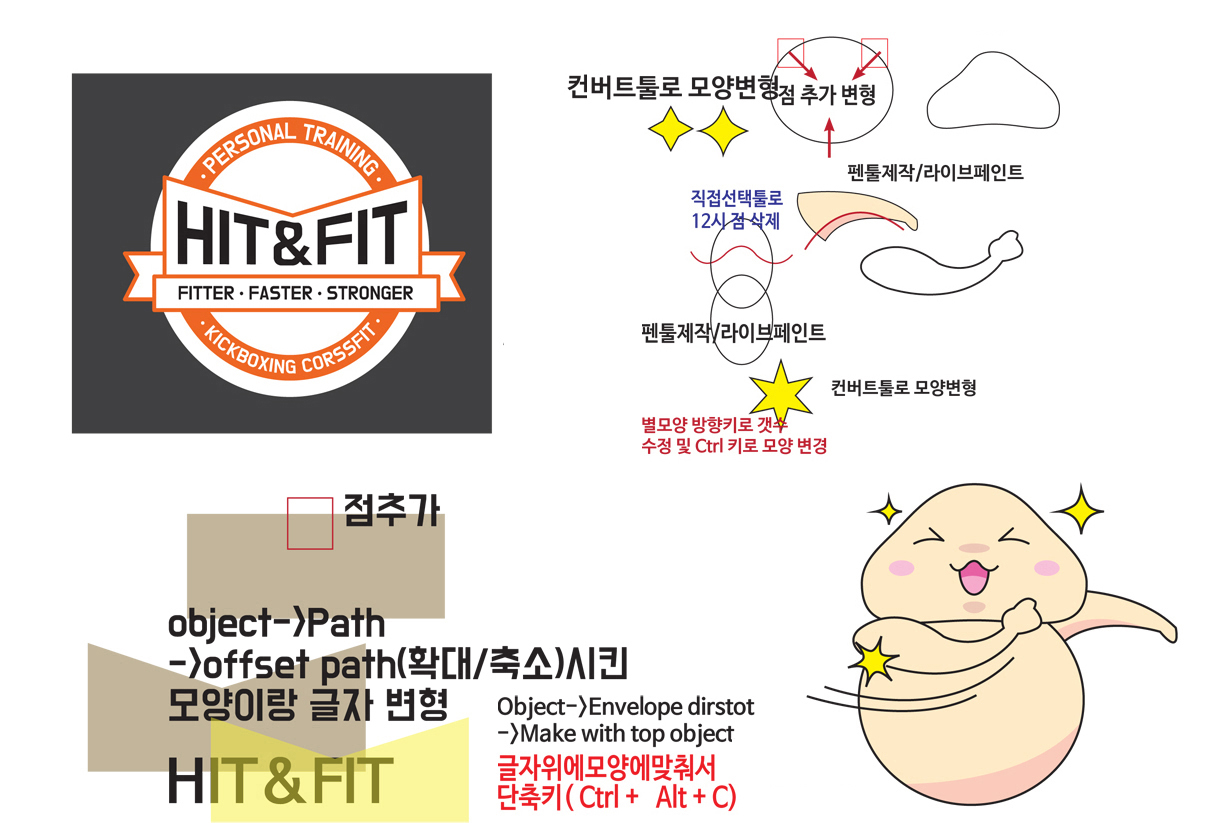 · PERSONAL TRAINING ·
HIT&FIT
FITTER · FASTER · STRONGER
· KICKBOXING CORSSFIT ·
컨버트툴로 모양변형
점 추가 변형
펜툴제작/라이브페인트
직접선택툴로
12시 점 삭제
펜툴제작/라이브페인트
컨버트툴로 모양변형
별모양 방향키로 갯수
수정 및 Ctrl 키로 모양 변경
점추가
object->Path
->offset path(확대/축소)시킨
모양이랑 글자 변형
HIT&FIT
Object->Envelope dirstot
->Make with top object
글자위에모양에맞춰서
단축키 ( Ctrl + Alt + C)